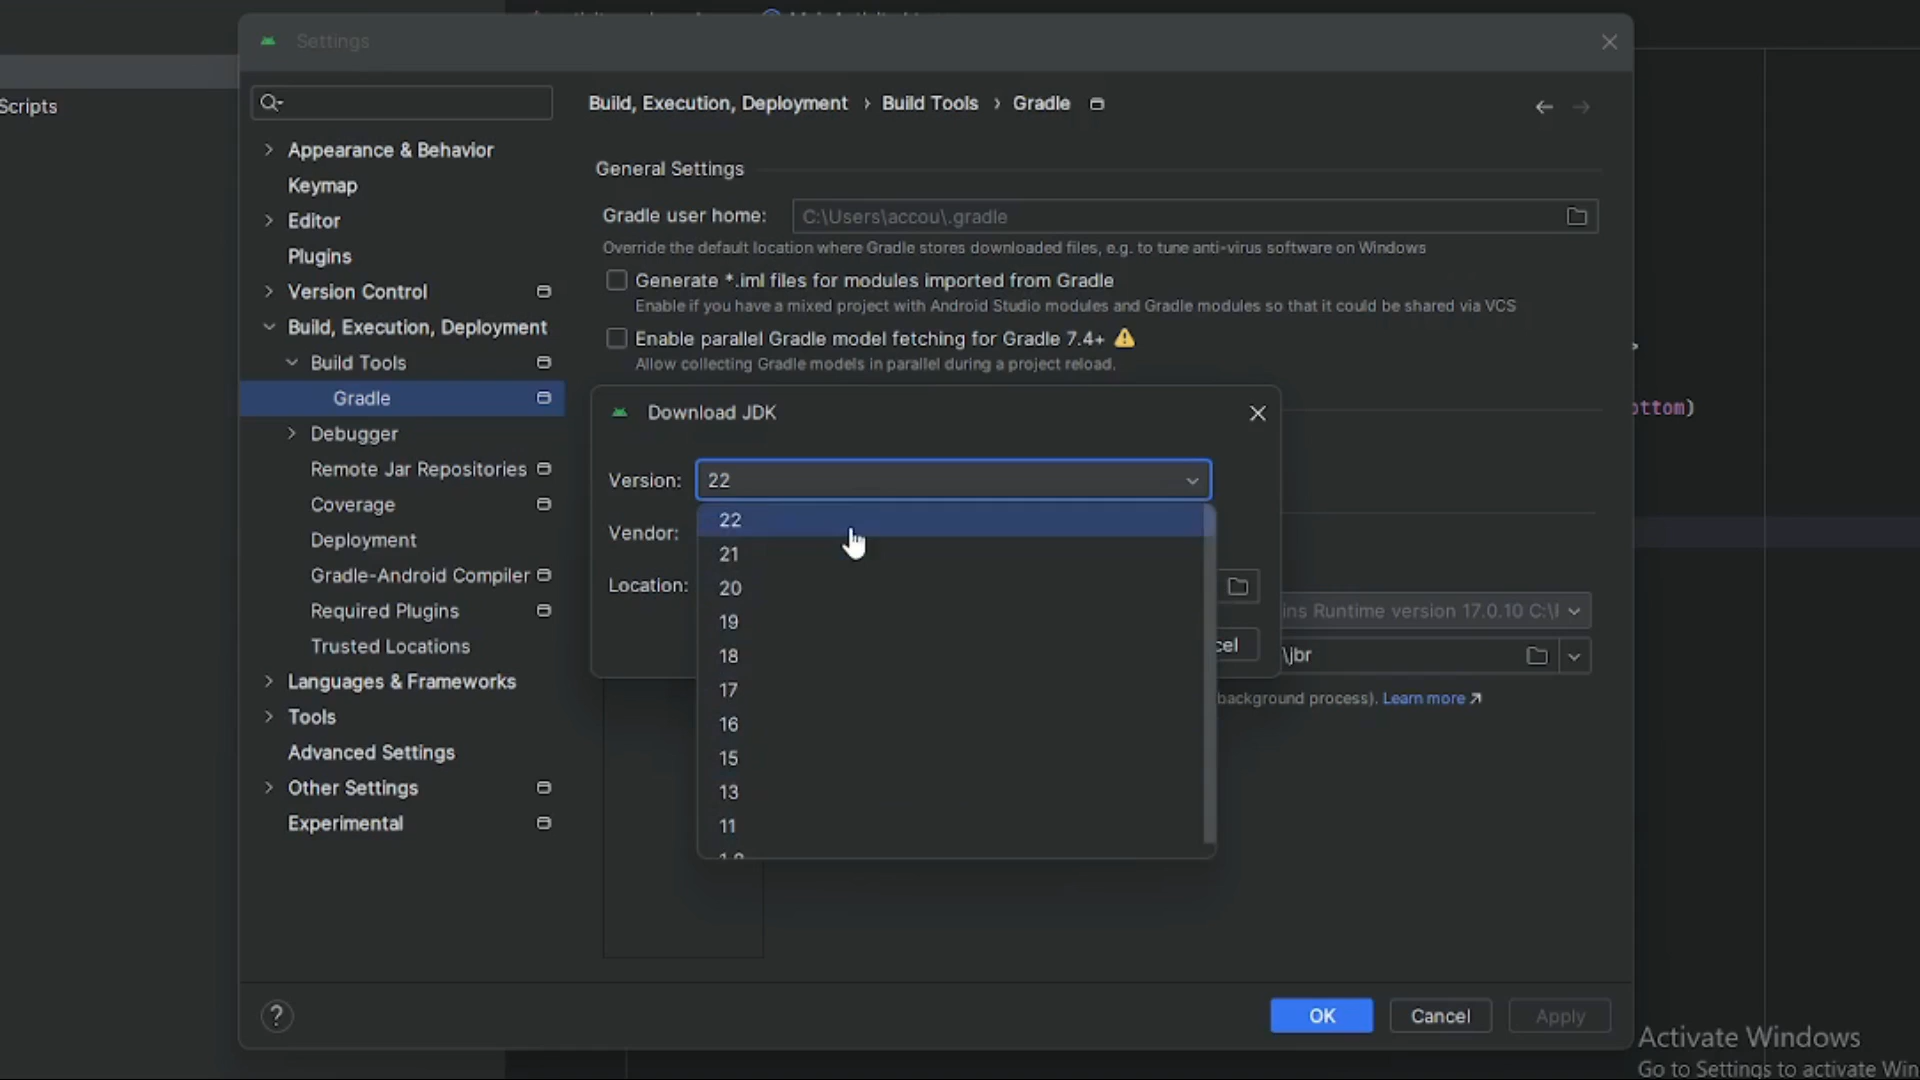 Settings
Scripts
Build, Execution, Deployment › Build Tools › Gradle
Appearance & Behavior
Keymap
Editor
Plugins
Version Control
Build, Execution, Deployment
Build Tools
Gradle
Debugger
Remote Jar Repositories
Coverage
Deployment
Gradle-Android Compiler
Required Plugins
Trusted Locations
Languages & Frameworks
Tools
Advanced Settings
Other Settings
Experimental
General Settings
Gradle user home: C:\Users\accou\.gradle
Override the default location where Gradle stores downloaded files, e.g. to tune anti-virus software on Windows
Generate *.iml files for modules imported from Gradle
Enable if you have a mixed project with Android Studio modules and Gradle modules so that it could be shared via VCS
Enable parallel Gradle model fetching for Gradle 7.4+
Allow collecting Gradle models in parallel during a project reload.
Download JDK
Version: 22
Vendor:
Location:
22
21
20
19
18
17
16
15
13
11
ottom)
ins Runtime version 17.0.10 C:\
cel
\jbr
background process). Learn more ↗
?
OK
Cancel
Apply
Activate Windows
Go to Settings to activate Win